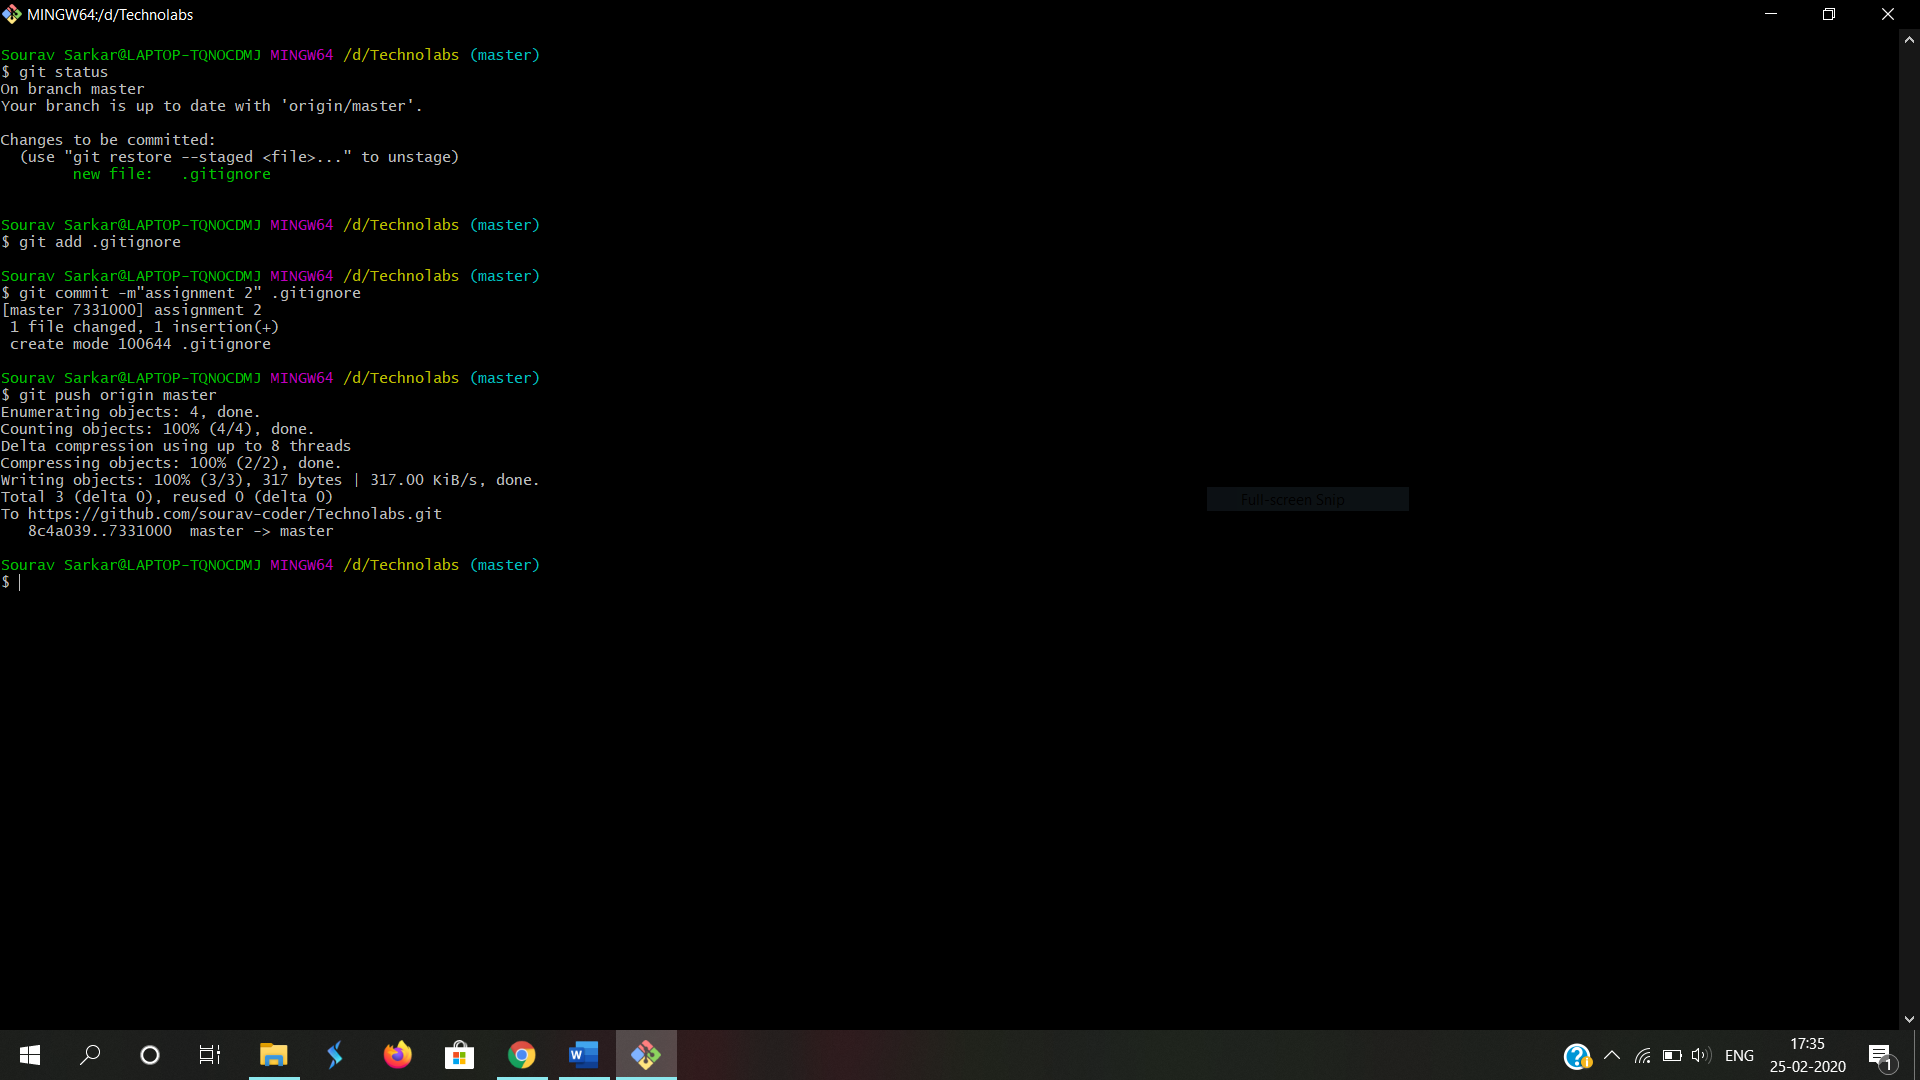 MINGW64:/d/Technolabs
Sourav Sarkar@LAPTOP-TQNOCDMJ MINGW64 /d/Technolabs (master)
$ git status
On branch master
Your branch is up to date with 'origin/master'.
Changes to be committed:
  (use "git restore --staged <file>..." to unstage)
        new file:   .gitignore
Sourav Sarkar@LAPTOP-TQNOCDMJ MINGW64 /d/Technolabs (master)
$ git add .gitignore
Sourav Sarkar@LAPTOP-TQNOCDMJ MINGW64 /d/Technolabs (master)
$ git commit -m"assignment 2" .gitignore
[master 7331000] assignment 2
 1 file changed, 1 insertion(+)
 create mode 100644 .gitignore
Sourav Sarkar@LAPTOP-TQNOCDMJ MINGW64 /d/Technolabs (master)
$ git push origin master
Enumerating objects: 4, done.
Counting objects: 100% (4/4), done.
Delta compression using up to 8 threads
Compressing objects: 100% (2/2), done.
Writing objects: 100% (3/3), 317 bytes | 317.00 KiB/s, done.
Total 3 (delta 0), reused 0 (delta 0)
Full-screen Snip
To https://github.com/sourav-coder/Technolabs.git
   8c4a039..7331000  master -> master
Sourav Sarkar@LAPTOP-TQNOCDMJ MINGW64 /d/Technolabs (master)
$
W
ENG
17:35
25-02-2020
1